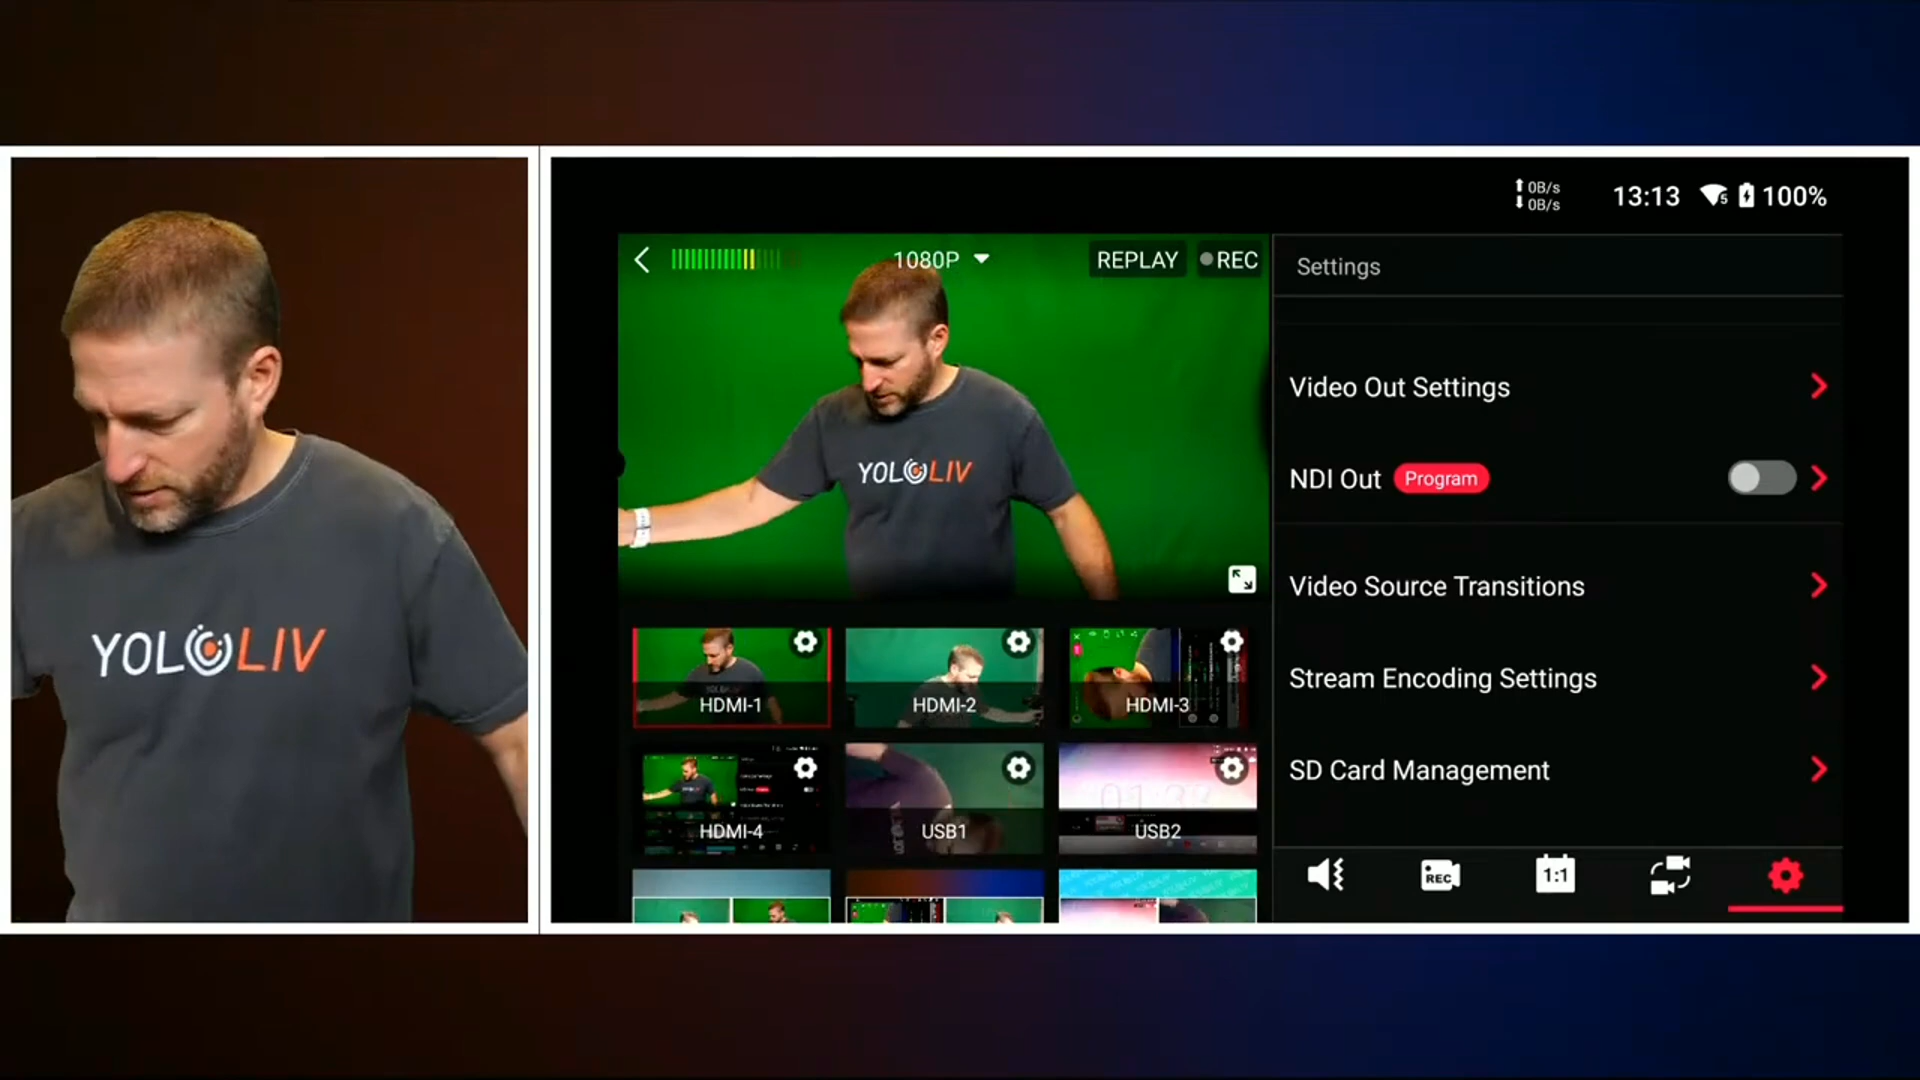 YOLOLIV
0B/s
0B/s
13:13
5
100%
1080P
REPLAY
REC
YOLOLIV
HDMI-1
HDMI-2
HDMI-3
HDMI-4
USB1
USB2
Settings
Video Out Settings
NDI Out Program
Video Source Transitions
Stream Encoding Settings
SD Card Management
REC
1:1